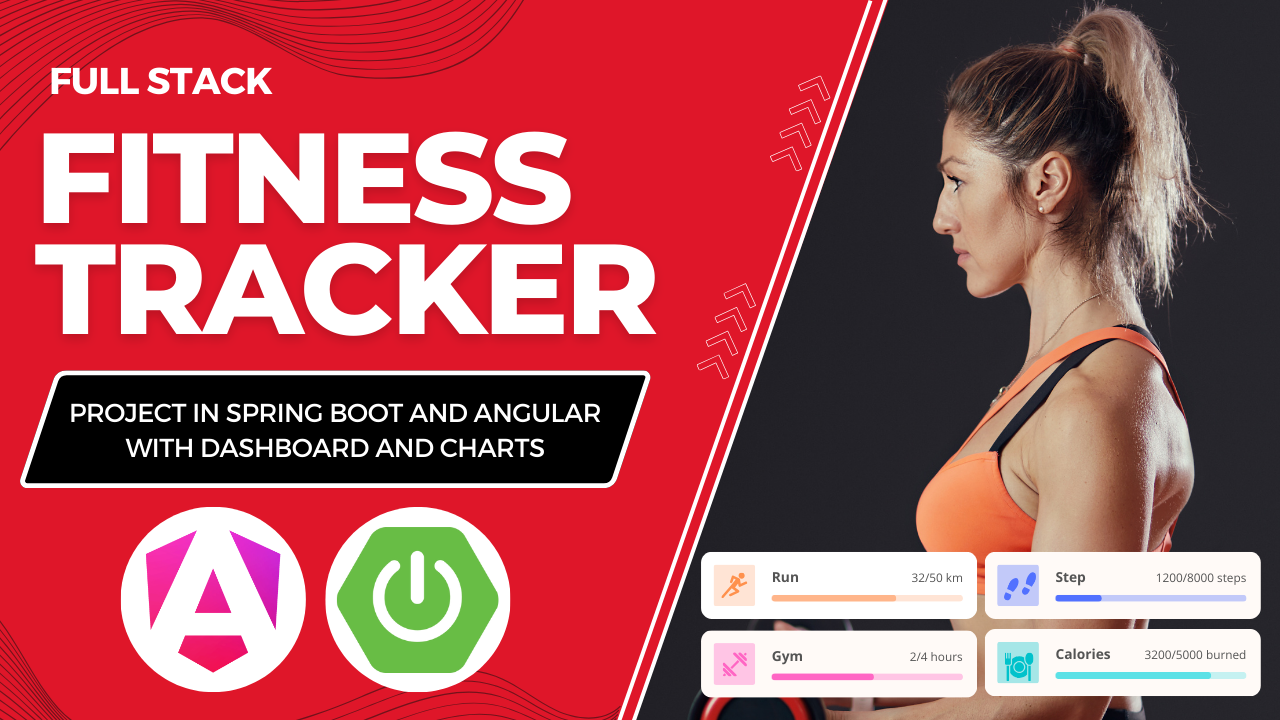 FULL STACK
FITNESS
TRACKER
PROJECT IN SPRING BOOT AND ANGULAR
WITH DASHBOARD AND CHARTS
Run 32/50 km
Step 1200/8000 steps
Gym 2/4 hours
Calories 3200/5000 burned